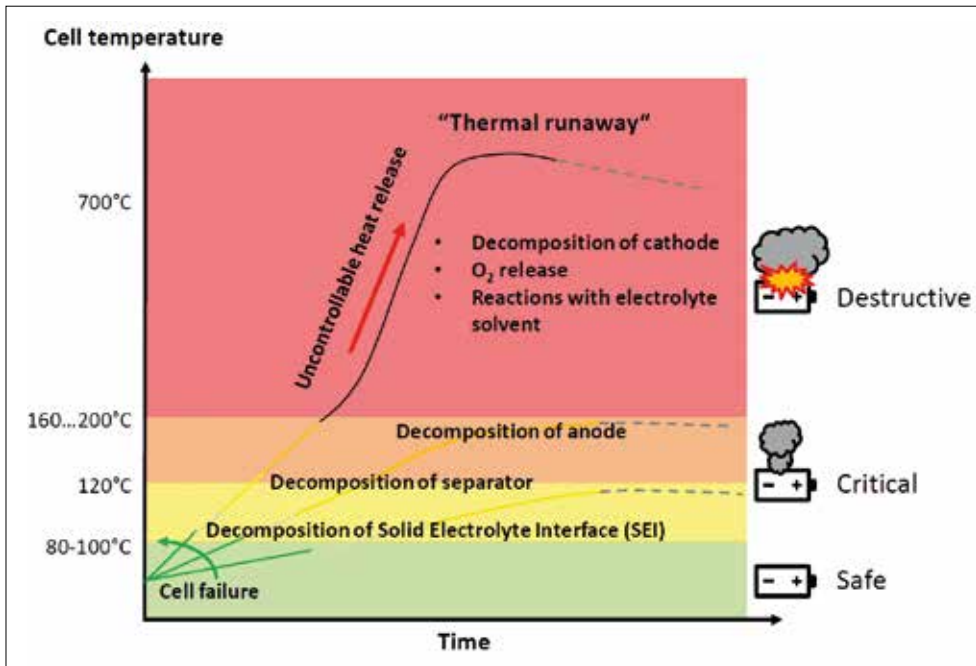 Cell temperature
"Thermal runaway"
Uncontrollable heat release
700°C
• Decomposition of cathode
• O₂ release
• Reactions with electrolyte
solvent
Destructive
160...200°C
Decomposition of anode
120°C
Decomposition of separator
Critical
Decomposition of Solid Electrolyte Interface (SEI)
80-100°C
Safe
Cell failure
Time